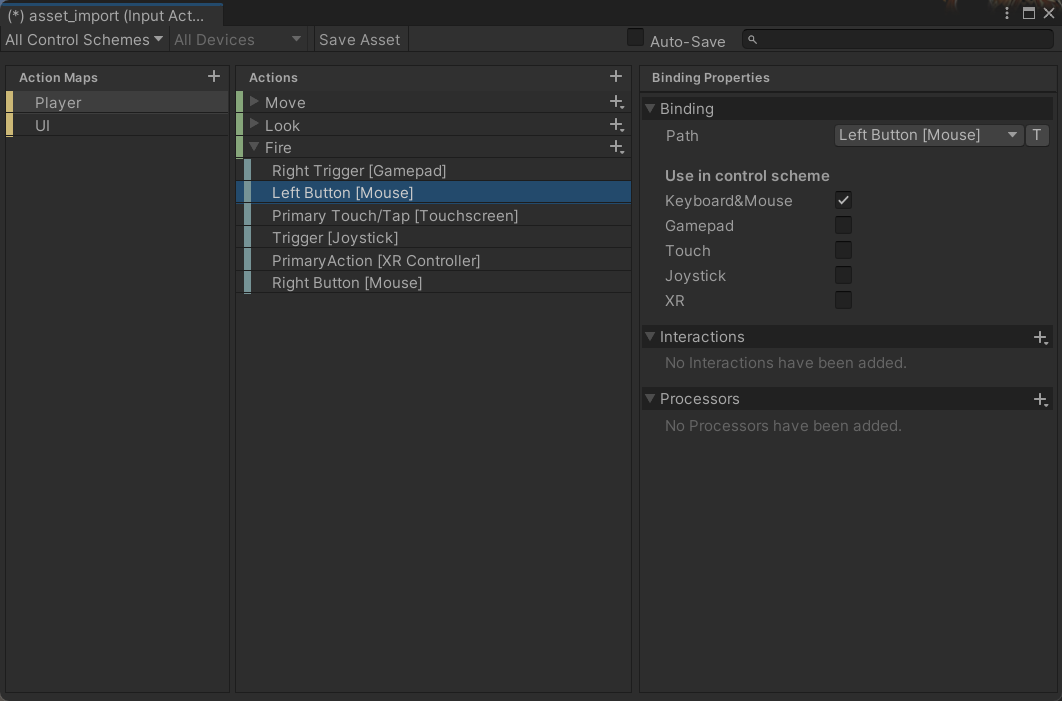 (*) asset_import (Input Act...
All Control Schemes All Devices Save Asset Auto-Save
Action Maps
Player
UI
Actions
Move
Look
Fire
Right Trigger [Gamepad]
Left Button [Mouse]
Primary Touch/Tap [Touchscreen]
Trigger [Joystick]
PrimaryAction [XR Controller]
Right Button [Mouse]
Binding Properties
Binding
Path Left Button [Mouse] T
Use in control scheme
Keyboard&Mouse
Gamepad
Touch
Joystick
XR
Interactions
No Interactions have been added.
Processors
No Processors have been added.